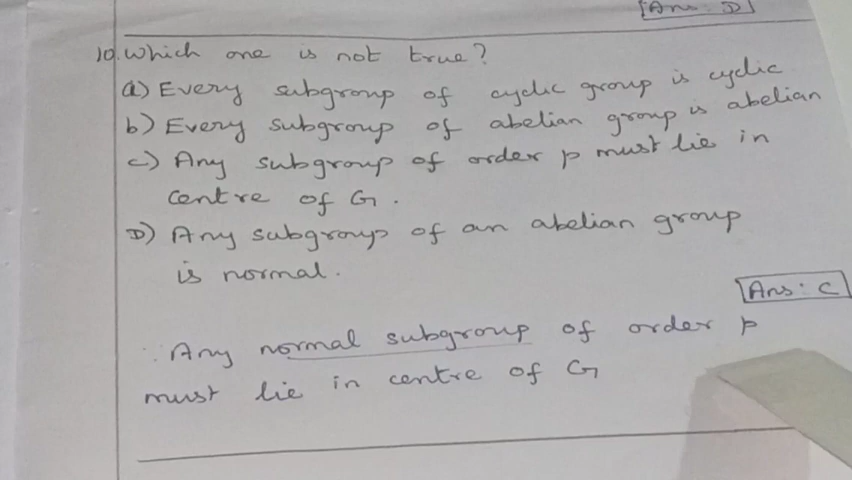 [Ans: D]
10. Which one is not true?
a) Every subgroup of cyclic group is cyclic
b) Every subgroup of abelian group is abelian
c) Any subgroup of order p must lie in
centre of G.
D) Any subgroup of an abelian group
is normal.
Ans: C
∴ Any normal subgroup of order p
must lie in centre of G